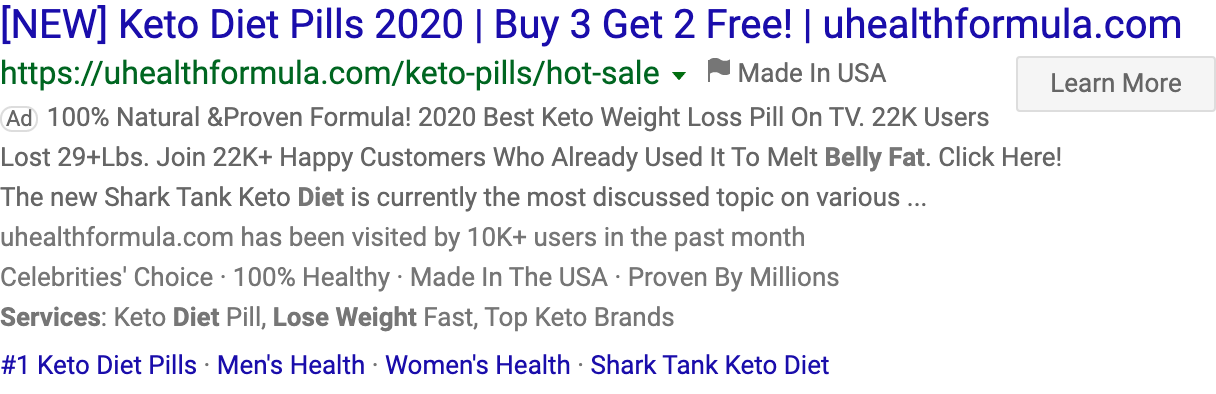 [NEW] Keto Diet Pills 2020 | Buy 3 Get 2 Free! | uhealthformula.com
https://uhealthformula.com/keto-pills/hot-sale Made In USA
Learn More
Ad 100% Natural &Proven Formula! 2020 Best Keto Weight Loss Pill On TV. 22K Users
Lost 29+Lbs. Join 22K+ Happy Customers Who Already Used It To Melt Belly Fat. Click Here!
The new Shark Tank Keto Diet is currently the most discussed topic on various ...
uhealthformula.com has been visited by 10K+ users in the past month
Celebrities' Choice · 100% Healthy · Made In The USA · Proven By Millions
Services: Keto Diet Pill, Lose Weight Fast, Top Keto Brands
#1 Keto Diet Pills · Men's Health · Women's Health · Shark Tank Keto Diet